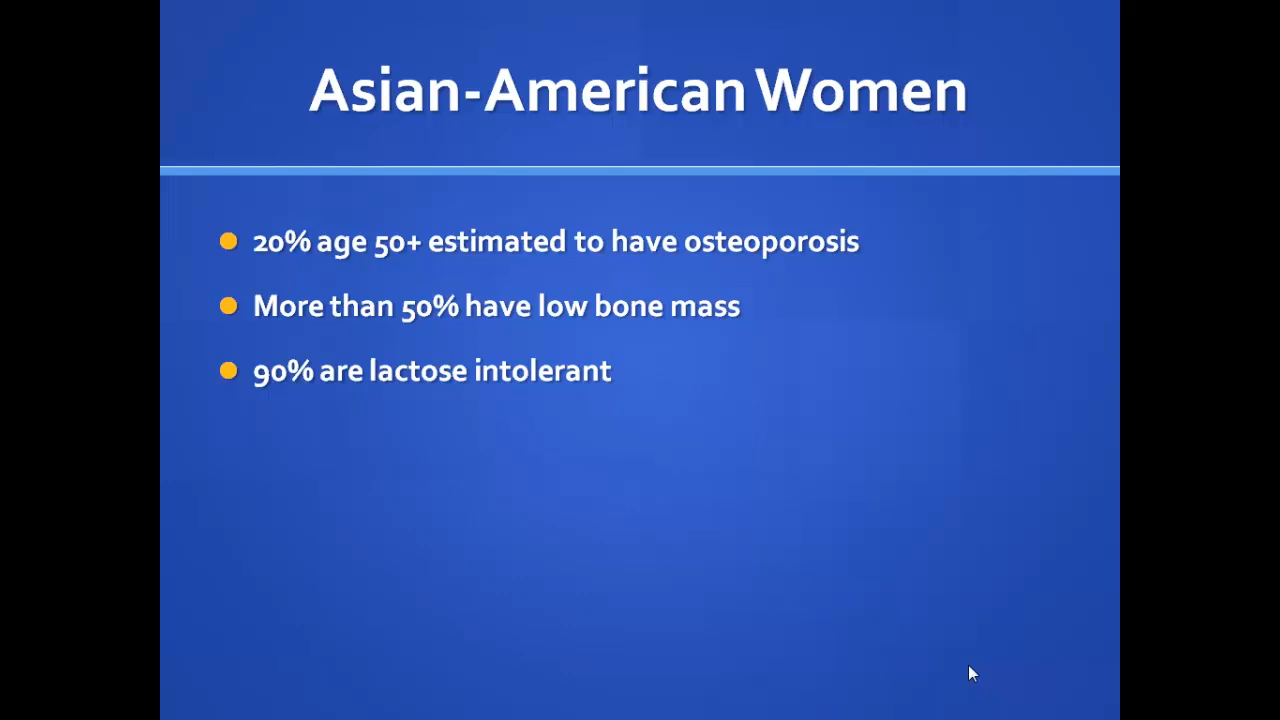 Asian-American Women
20% age 50+ estimated to have osteoporosis
More than 50% have low bone mass
90% are lactose intolerant